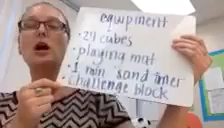 equipment
• 24 cubes
• playing mat
• 1 min sand timer
• Challenge block